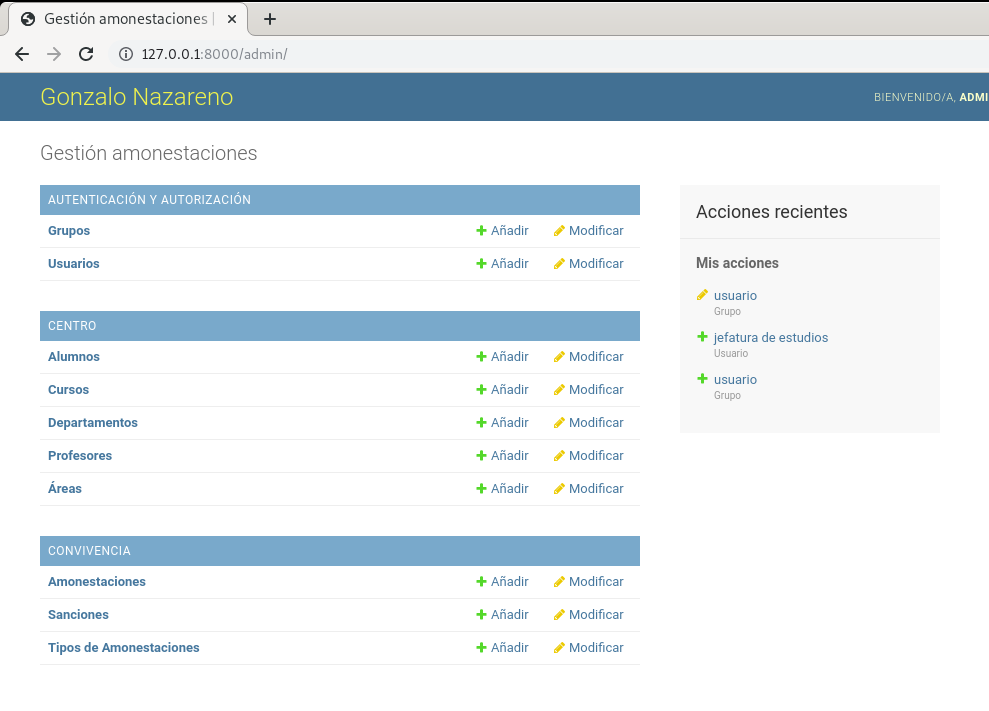 Gestión amonestaciones |
127.0.0.1:8000/admin/
Gonzalo Nazareno
BIENVENIDO/A, ADMI
Gestión amonestaciones
AUTENTICACIÓN Y AUTORIZACIÓN
Grupos Añadir Modificar
Usuarios Añadir Modificar
CENTRO
Alumnos Añadir Modificar
Cursos Añadir Modificar
Departamentos Añadir Modificar
Profesores Añadir Modificar
Áreas Añadir Modificar
CONVIVENCIA
Amonestaciones Añadir Modificar
Sanciones Añadir Modificar
Tipos de Amonestaciones Añadir Modificar
Acciones recientes
Mis acciones
usuario
Grupo
jefatura de estudios
Usuario
usuario
Grupo